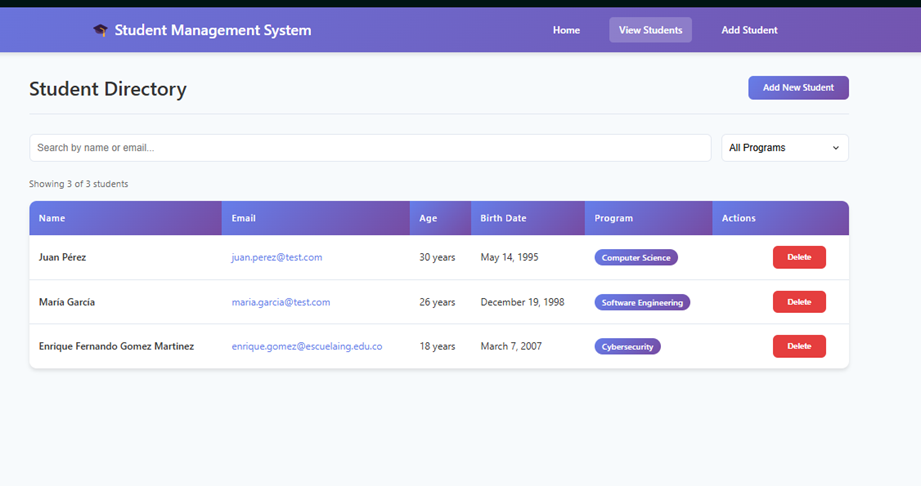 Student Management System Home View Students Add Student
Student Directory Add New Student
Search by name or email... All Programs
Showing 3 of 3 students
Name Email Age Birth Date Program Actions
Juan Pérez juan.perez@test.com 30 years May 14, 1995 Computer Science Delete
María García maria.garcia@test.com 26 years December 19, 1998 Software Engineering Delete
Enrique Fernando Gomez Martinez enrique.gomez@escuelaing.edu.co 18 years March 7, 2007 Cybersecurity Delete